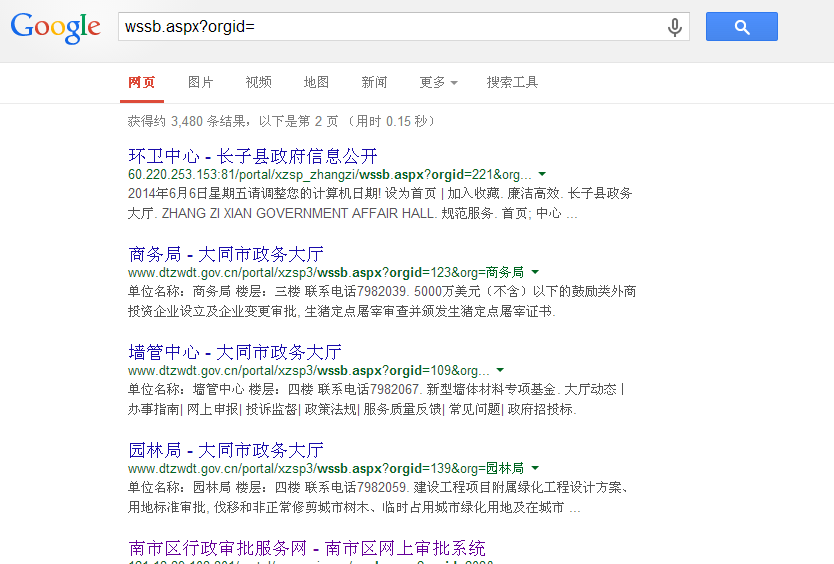 Google
wssb.aspx?orgid=
网页 图片 视频 地图 新闻 更多 搜索工具
获得约 3,480 条结果，以下是第 2 页 （用时 0.15 秒）
环卫中心 - 长子县政府信息公开
60.220.253.153:81/portal/xzsp_zhangzi/wssb.aspx?orgid=221&org...
2014年6月6日星期五请调整您的计算机日期! 设为首页 | 加入收藏. 廉洁高效. 长子县政务
大厅. ZHANG ZI XIAN GOVERNMENT AFFAIR HALL. 规范服务. 首页; 中心 ...
商务局 - 大同市政务大厅
www.dtzwdt.gov.cn/portal/xzsp3/wssb.aspx?orgid=123&org=商务局
单位名称：商务局 楼层：三楼 联系电话7982039. 5000万美元（不含）以下的鼓励类外商
投资企业设立及企业变更审批, 生猪定点屠宰审查并颁发生猪定点屠宰证书.
墙管中心 - 大同市政务大厅
www.dtzwdt.gov.cn/portal/xzsp3/wssb.aspx?orgid=109&org...
单位名称：墙管中心 楼层：四楼 联系电话7982067. 新型墙体材料专项基金. 大厅动态 |
办事指南| 网上申报| 投诉监督| 政策法规| 服务质量反馈| 常见问题| 政府招投标.
园林局 - 大同市政务大厅
www.dtzwdt.gov.cn/portal/xzsp3/wssb.aspx?orgid=139&org=园林局
单位名称：园林局 楼层：四楼 联系电话7982059. 建设工程项目附属绿化工程设计方案、
用地标准审批, 伐移和非正常修剪城市树木、临时占用城市绿化用地及在城市 ...
南市区行政审批服务网 - 南市区网上审批系统